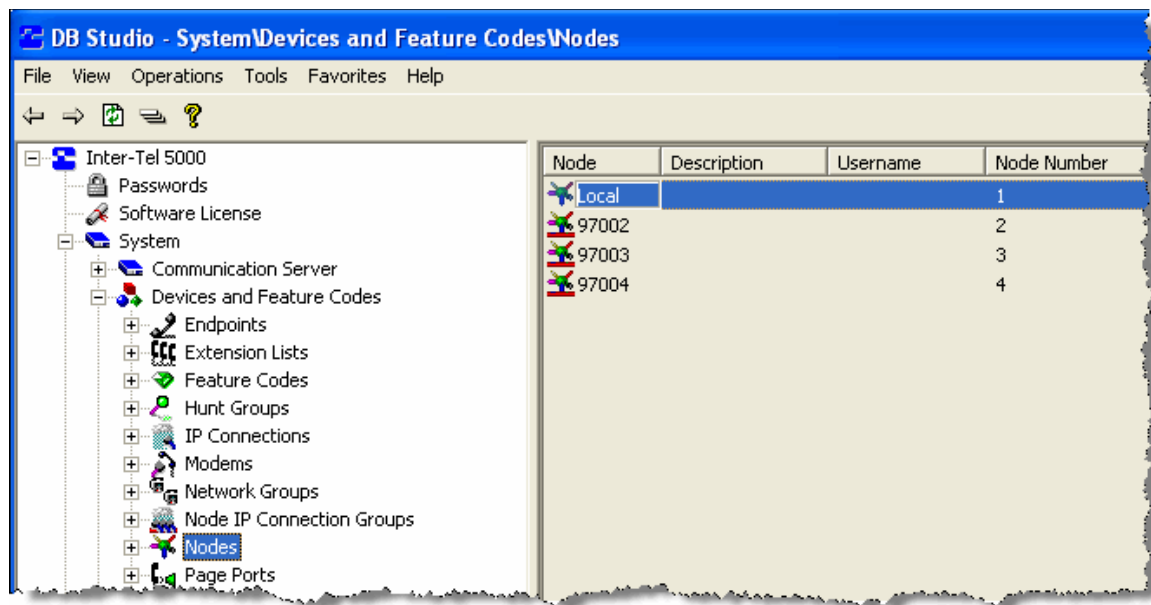 DB Studio - System\Devices and Feature Codes\Nodes
File View Operations Tools Favorites Help
Inter-Tel 5000
Passwords
Software License
System
Communication Server
Devices and Feature Codes
Endpoints
Extension Lists
Feature Codes
Hunt Groups
IP Connections
Modems
Network Groups
Node IP Connection Groups
Nodes
Page Ports
Node Description Username Node Number
Local 1
97002 2
97003 3
97004 4